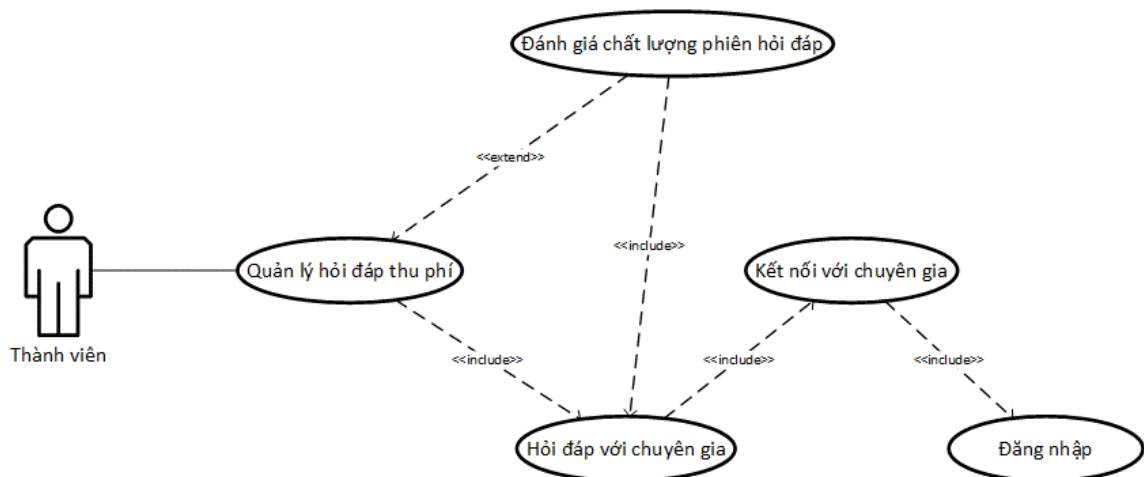 Đánh giá chất lượng phiên hỏi đáp
<<extend>>
<<include>>
Quản lý hỏi đáp thu phí
Kết nối với chuyên gia
Thành viên
<<include>>
<<include>>
<<include>>
Hỏi đáp với chuyên gia
Đăng nhập